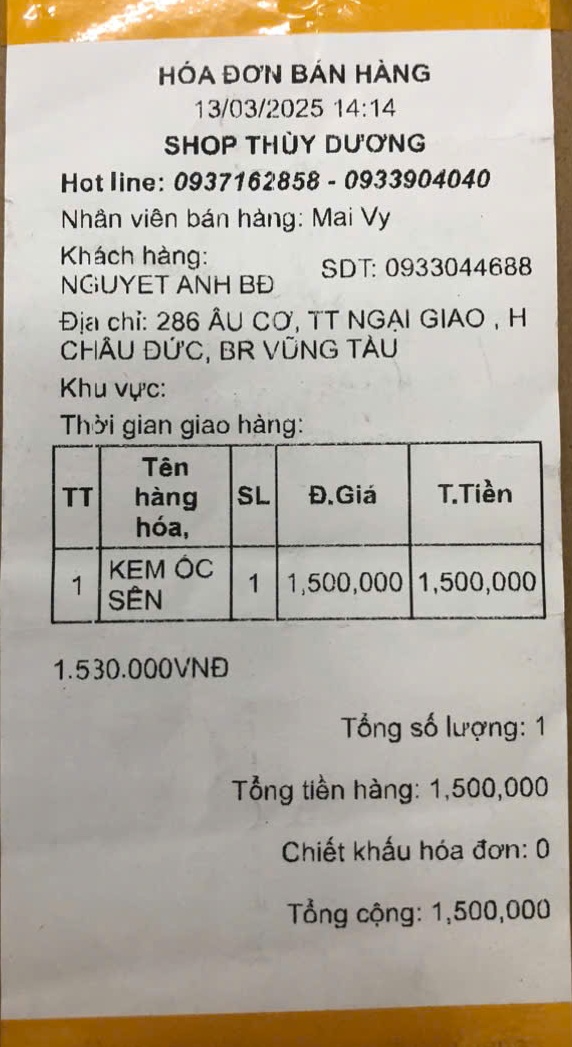 HÓA ĐƠN BÁN HÀNG
13/03/2025 14:14
SHOP THÙY DƯƠNG
Hot line: 0937162858 - 0933904040
Nhân viên bán hàng: Mai Vy
Khách hàng:
NGUYET ANH BĐ
SDT: 0933044688
Địa chỉ: 286 ÂU CƠ, TT NGẠI GIAO , H
CHÂU ĐỨC, BR VŨNG TÀU
Khu vực:
Thời gian giao hàng:
TT Tên hàng hóa, SL Đ.Giá T.Tiền
1 KEM ÓC SÊN 1 1,500,000 1,500,000
1.530.000VNĐ
Tổng số lượng: 1
Tổng tiền hàng: 1,500,000
Chiết khấu hóa đơn: 0
Tổng cộng: 1,500,000